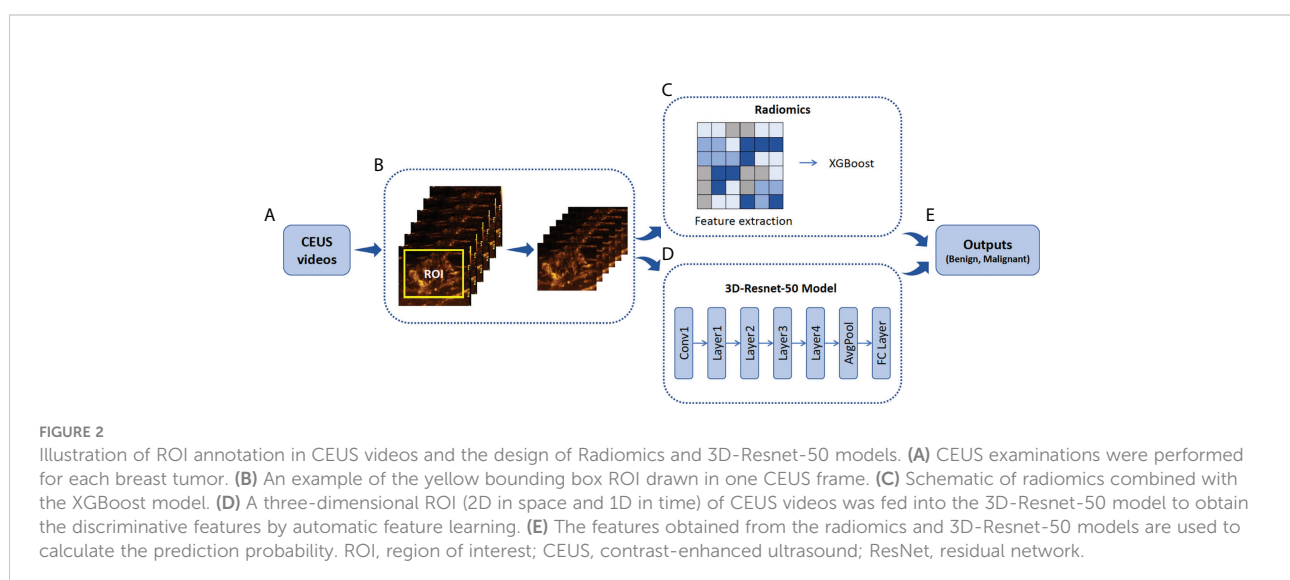 A
CEUS
videos
B
ROI
C
Radiomics
Feature extraction
XGBoost
D
3D-Resnet-50 Model
Conv1
Layer1
Layer2
Layer3
Layer4
AvgPool
FC Layer
E
Outputs
(Benign, Malignant)
FIGURE 2
Illustration of ROI annotation in CEUS videos and the design of Radiomics and 3D-Resnet-50 models. (A) CEUS examinations were performed
for each breast tumor. (B) An example of the yellow bounding box ROI drawn in one CEUS frame. (C) Schematic of radiomics combined with
the XGBoost model. (D) A three-dimensional ROI (2D in space and 1D in time) of CEUS videos was fed into the 3D-Resnet-50 model to obtain
the discriminative features by automatic feature learning. (E) The features obtained from the radiomics and 3D-Resnet-50 models are used to
calculate the prediction probability. ROI, region of interest; CEUS, contrast-enhanced ultrasound; ResNet, residual network.